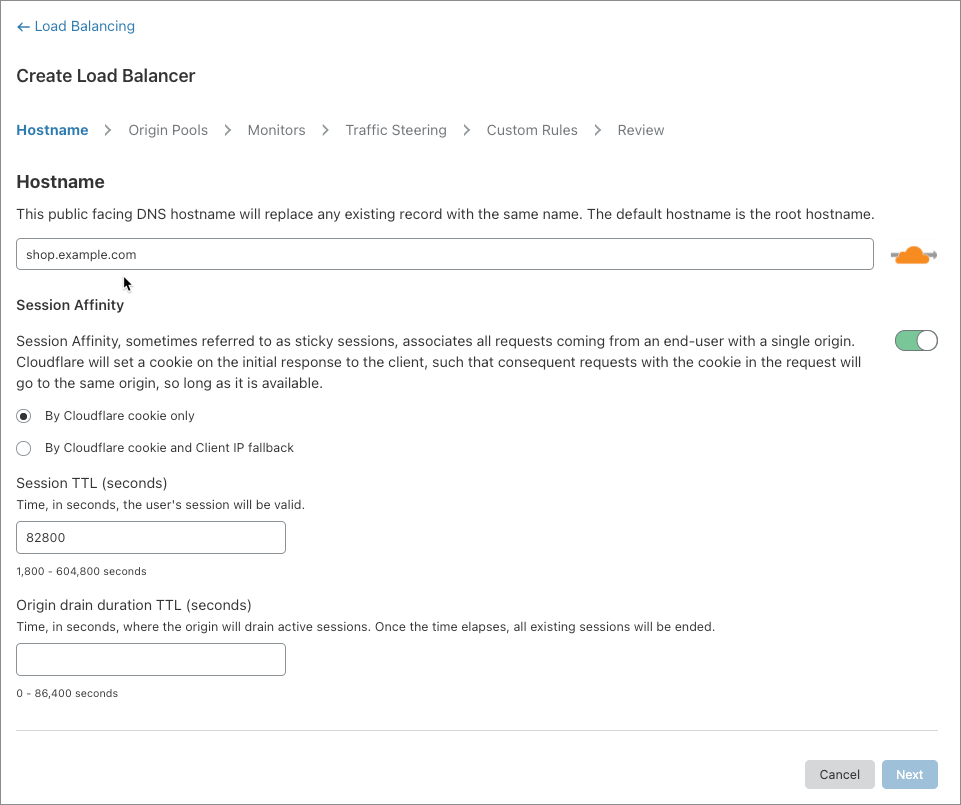 ← Load Balancing
Create Load Balancer
Hostname > Origin Pools > Monitors > Traffic Steering > Custom Rules > Review
Hostname
This public facing DNS hostname will replace any existing record with the same name. The default hostname is the root hostname.
shop.example.com
Session Affinity
Session Affinity, sometimes referred to as sticky sessions, associates all requests coming from an end-user with a single origin.
Cloudflare will set a cookie on the initial response to the client, such that consequent requests with the cookie in the request will
go to the same origin, so long as it is available.
By Cloudflare cookie only
By Cloudflare cookie and Client IP fallback
Session TTL (seconds)
Time, in seconds, the user's session will be valid.
82800
1,800 - 604,800 seconds
Origin drain duration TTL (seconds)
Time, in seconds, where the origin will drain active sessions. Once the time elapses, all existing sessions will be ended.
0 - 86,400 seconds
Cancel Next